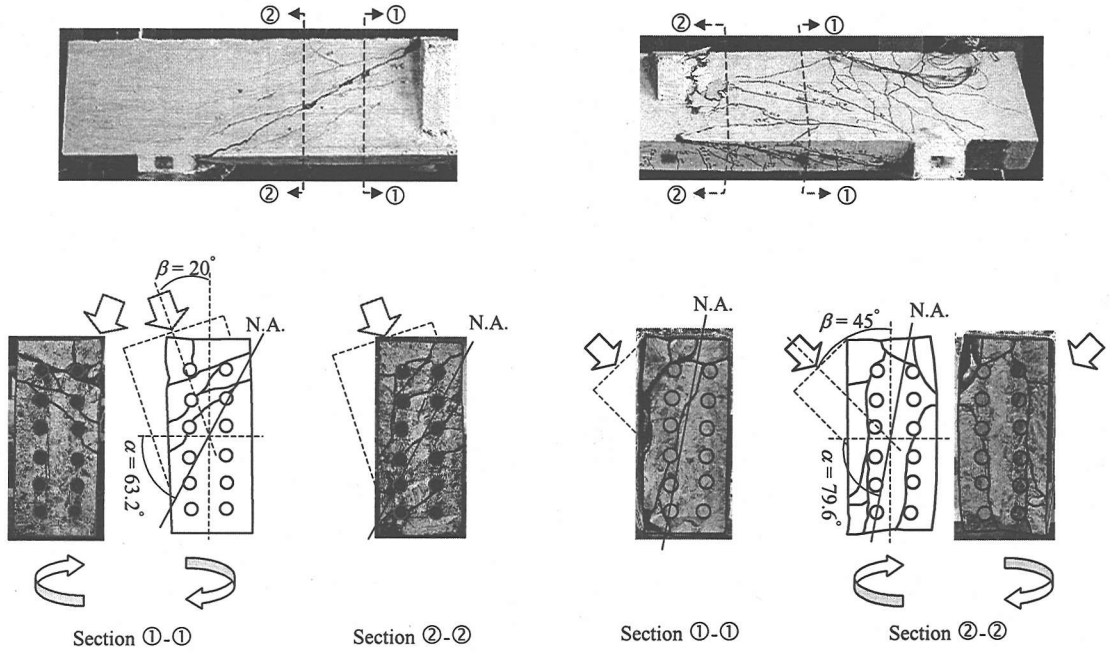 ② ①
② ①
② ①
② ①
β = 20°
N.A.
N.A.
α = 63.2°
N.A.
β = 45°
N.A.
α = 79.6°
Section ①-①
Section ②-②
Section ①-①
Section ②-②